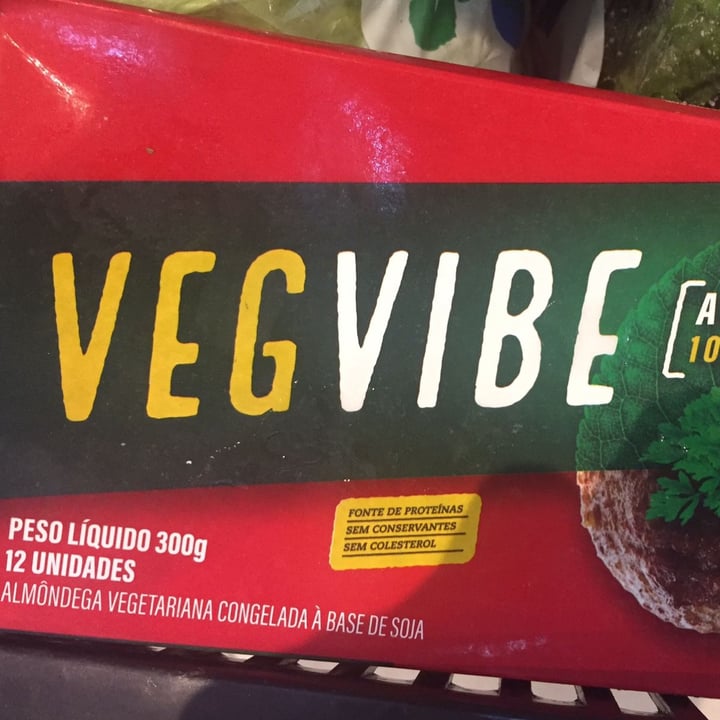 VEGVIBE
A
10
PESO LÍQUIDO 300g
12 UNIDADES
ALMÔNDEGA VEGETARIANA CONGELADA À BASE DE SOJA
FONTE DE PROTEÍNAS
SEM CONSERVANTES
SEM COLESTEROL